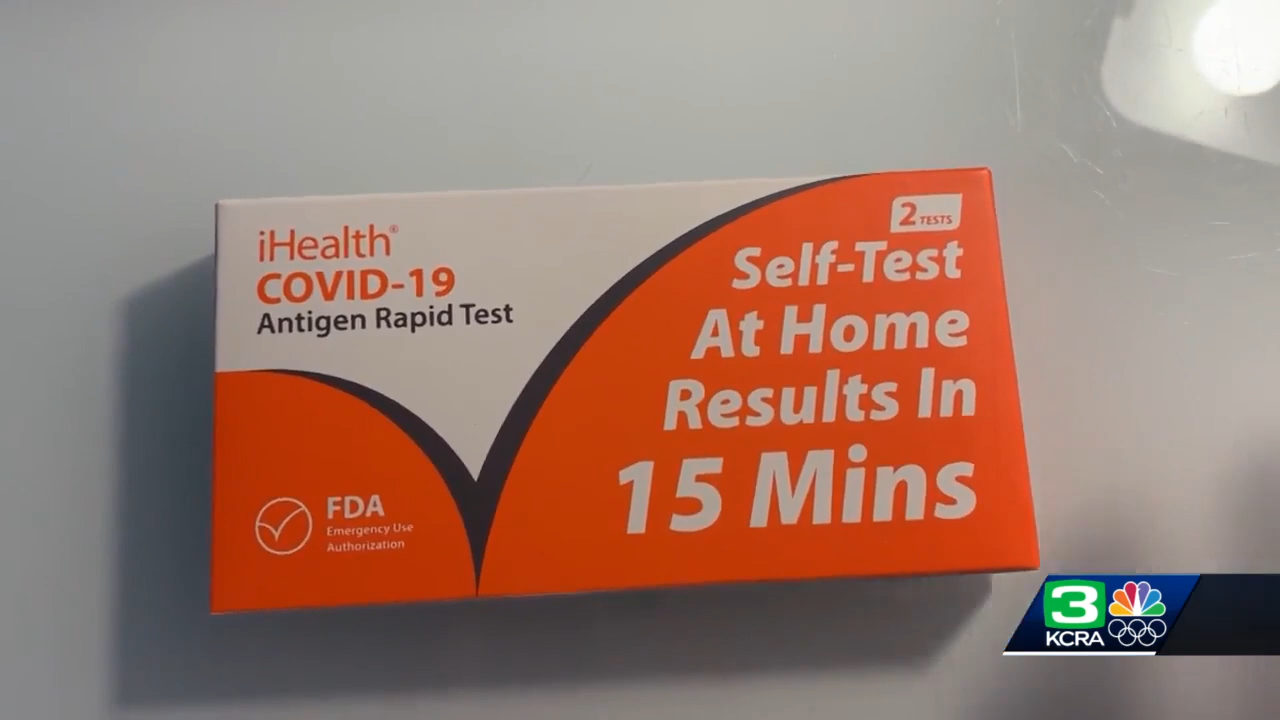 iHealth®
COVID-19
Antigen Rapid Test
2 TESTS
Self-Test
At Home
Results In
15 Mins
FDA
Emergency Use
Authorization
3
KCRA